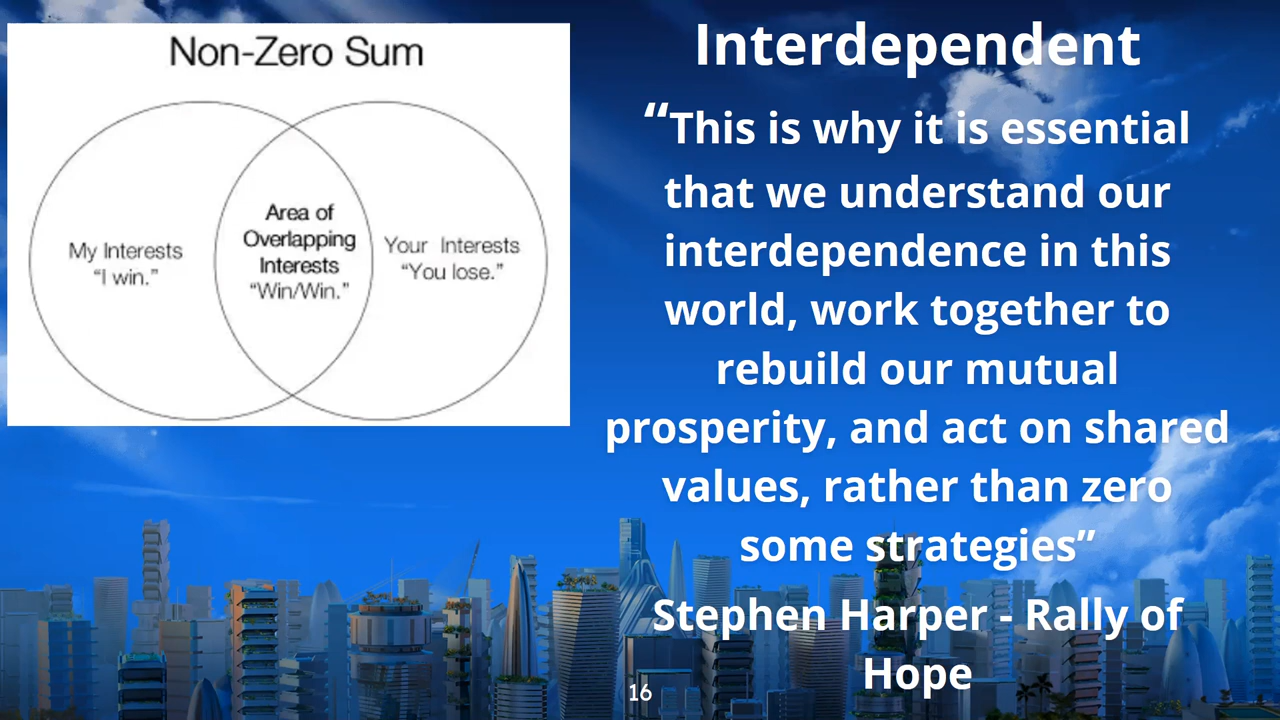 Non-Zero Sum
My Interests
“I win.”
Area of
Overlapping
Interests
“Win/Win.”
Your Interests
“You lose.”
Interdependent
“This is why it is essential
that we understand our
interdependence in this
world, work together to
rebuild our mutual
prosperity, and act on shared
values, rather than zero
some strategies”
Stephen Harper - Rally of
Hope
16